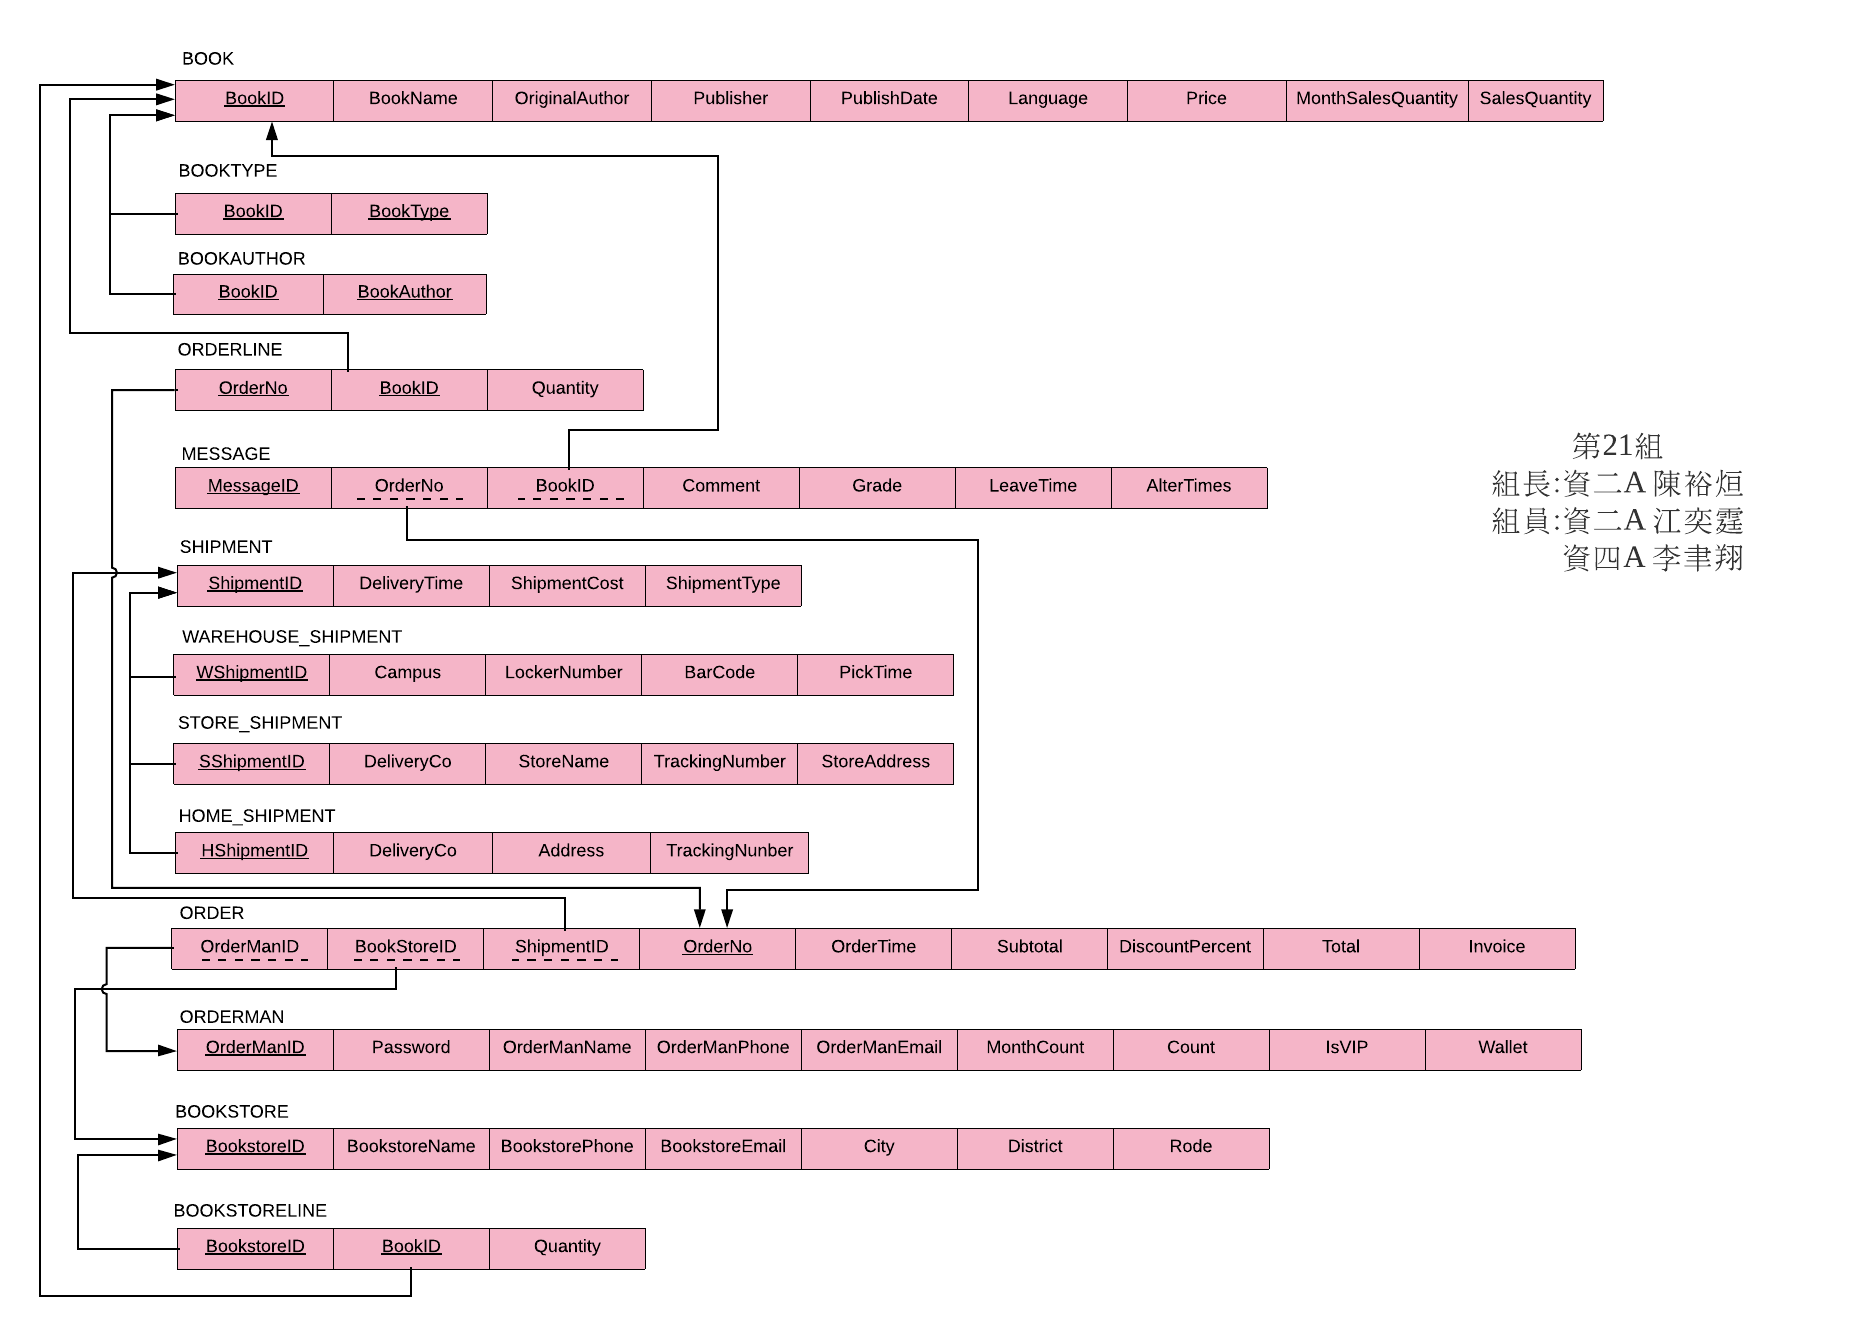 BOOK
BookID BookName OriginalAuthor Publisher PublishDate Language Price MonthSalesQuantity SalesQuantity
BOOKTYPE
BookID BookType
BOOKAUTHOR
BookID BookAuthor
ORDERLINE
OrderNo BookID Quantity
MESSAGE
MessageID OrderNo BookID Comment Grade LeaveTime AlterTimes
SHIPMENT
ShipmentID DeliveryTime ShipmentCost ShipmentType
WAREHOUSE_SHIPMENT
WShipmentID Campus LockerNumber BarCode PickTime
STORE_SHIPMENT
SShipmentID DeliveryCo StoreName TrackingNumber StoreAddress
HOME_SHIPMENT
HShipmentID DeliveryCo Address TrackingNunber
ORDER
OrderManID BookStoreID ShipmentID OrderNo OrderTime Subtotal DiscountPercent Total Invoice
ORDERMAN
OrderManID Password OrderManName OrderManPhone OrderManEmail MonthCount Count IsVIP Wallet
BOOKSTORE
BookstoreID BookstoreName BookstorePhone BookstoreEmail City District Rode
BOOKSTORELINE
BookstoreID BookID Quantity
第21組
組長:資二A 陳裕烜
組員:資二A 江奕霆
資四A 李聿翔